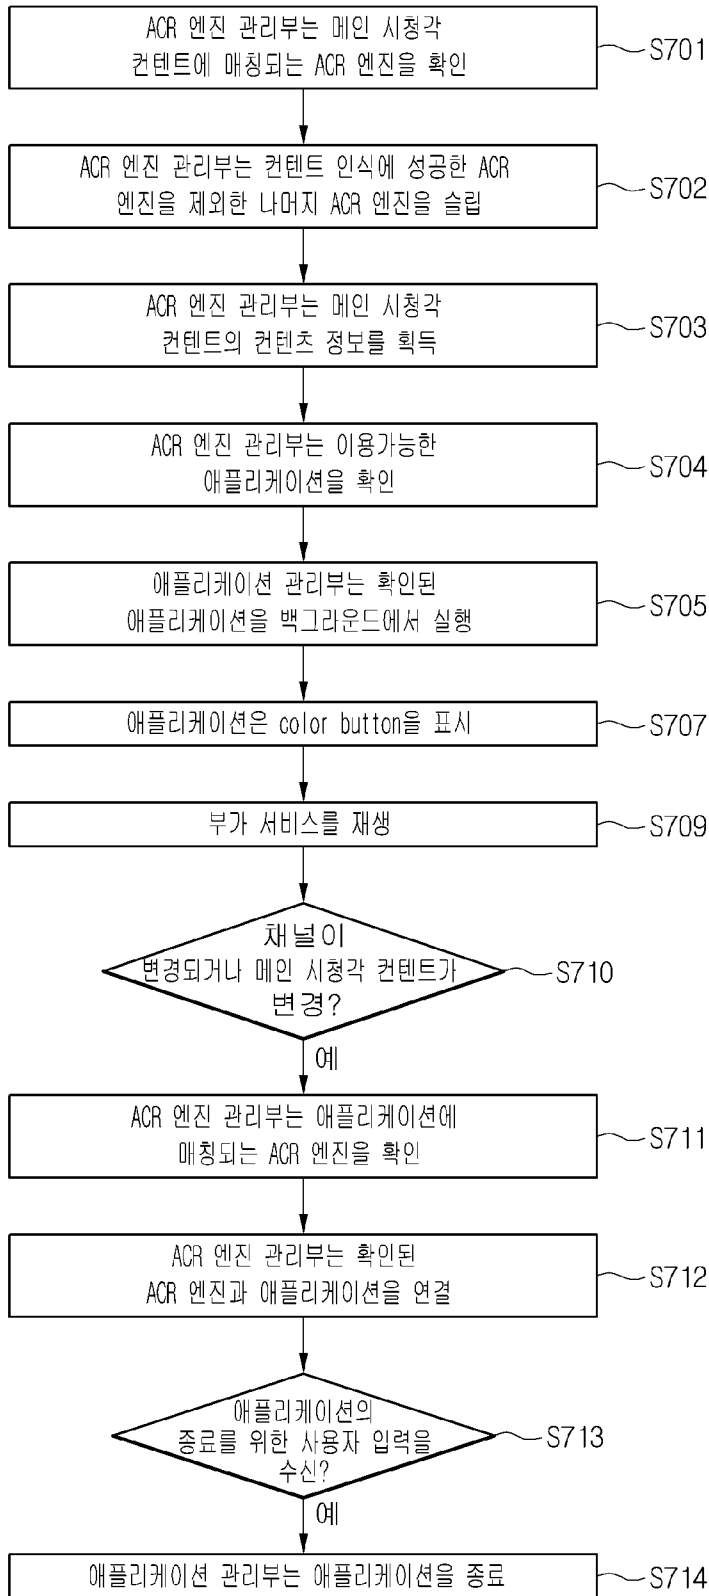 ACR 엔진 관리부는 메인 시청각
컨텐트에 매칭되는 ACR 엔진을 확인
S701
ACR 엔진 관리부는 컨텐트 인식에 성공한 ACR
엔진을 제외한 나머지 ACR 엔진을 슬립
S702
ACR 엔진 관리부는 메인 시청각
컨텐트의 컨텐츠 정보를 획득
S703
ACR 엔진 관리부는 이용가능한
애플리케이션을 확인
S704
애플리케이션 관리부는 확인된
애플리케이션을 백그라운드에서 실행
S705
애플리케이션은 color button을 표시
S707
부가 서비스를 재생
S709
채널이
변경되거나 메인 시청각 컨텐트가
변경?
S710
예
ACR 엔진 관리부는 애플리케이션에
매칭되는 ACR 엔진을 확인
S711
ACR 엔진 관리부는 확인된
ACR 엔진과 애플리케이션을 연결
S712
애플리케이션의
종료를 위한 사용자 입력을
수신?
S713
예
애플리케이션 관리부는 애플리케이션을 종료
S714